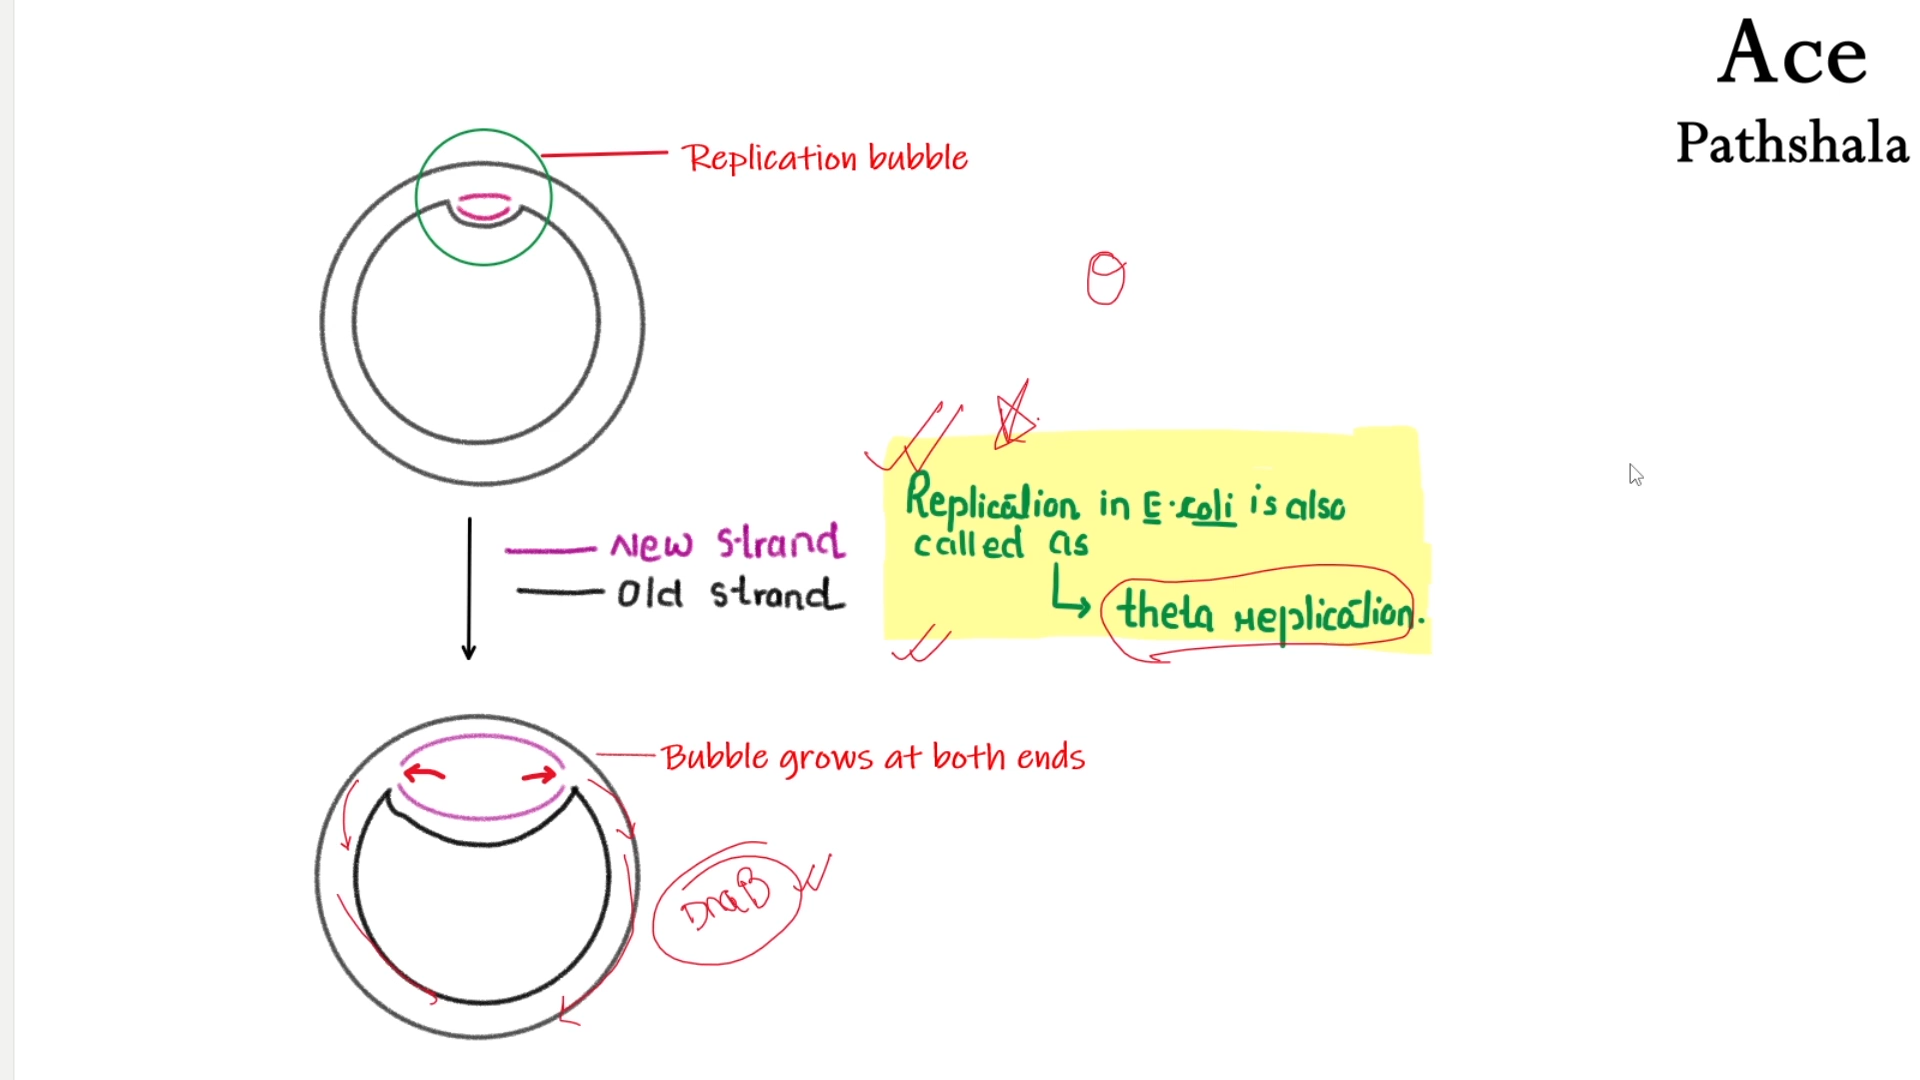 Ace
Pathshala
Replication bubble
θ
New strand
Old strand
Replication in E.coli is also
called as
theta replication.
Bubble grows at both ends
DnaB